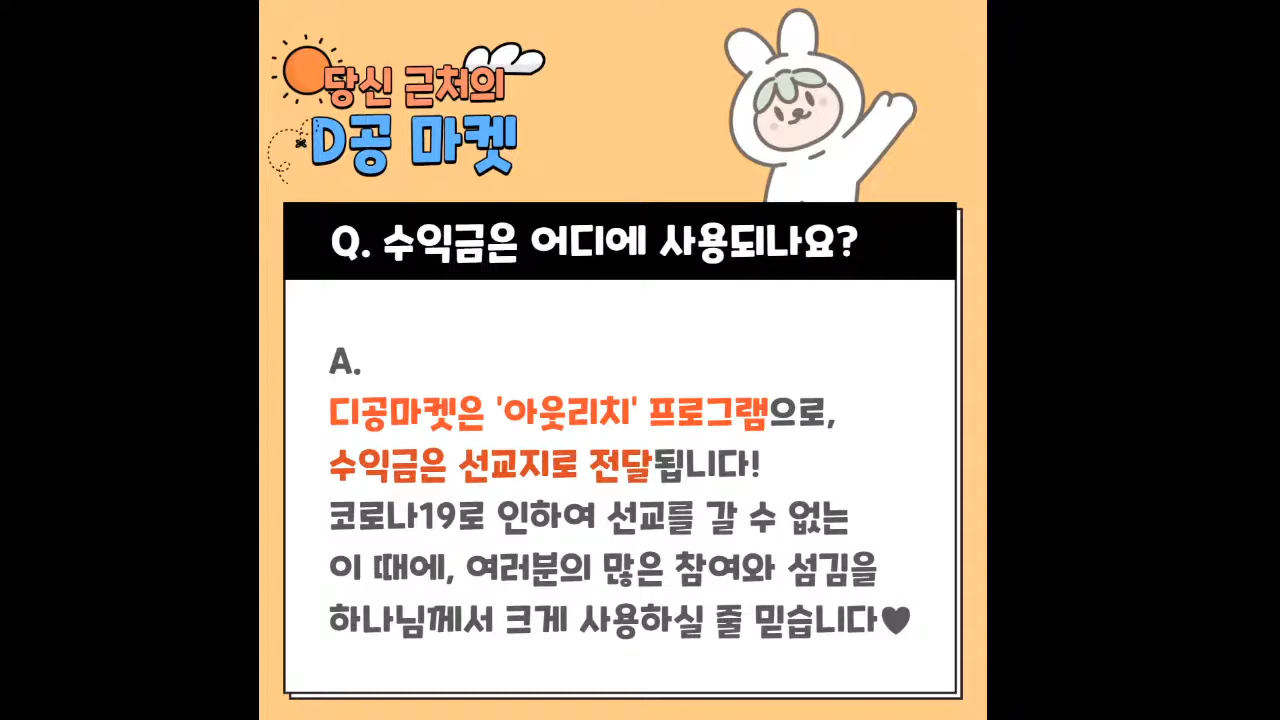 당신 근처의
D공 마켓
Q. 수익금은 어디에 사용되나요?
A.
디공마켓은 '아웃리치' 프로그램으로,
수익금은 선교지로 전달됩니다!
코로나19로 인하여 선교를 갈 수 없는
이 때에, 여러분의 많은 참여와 섬김을
하나님께서 크게 사용하실 줄 믿습니다♥